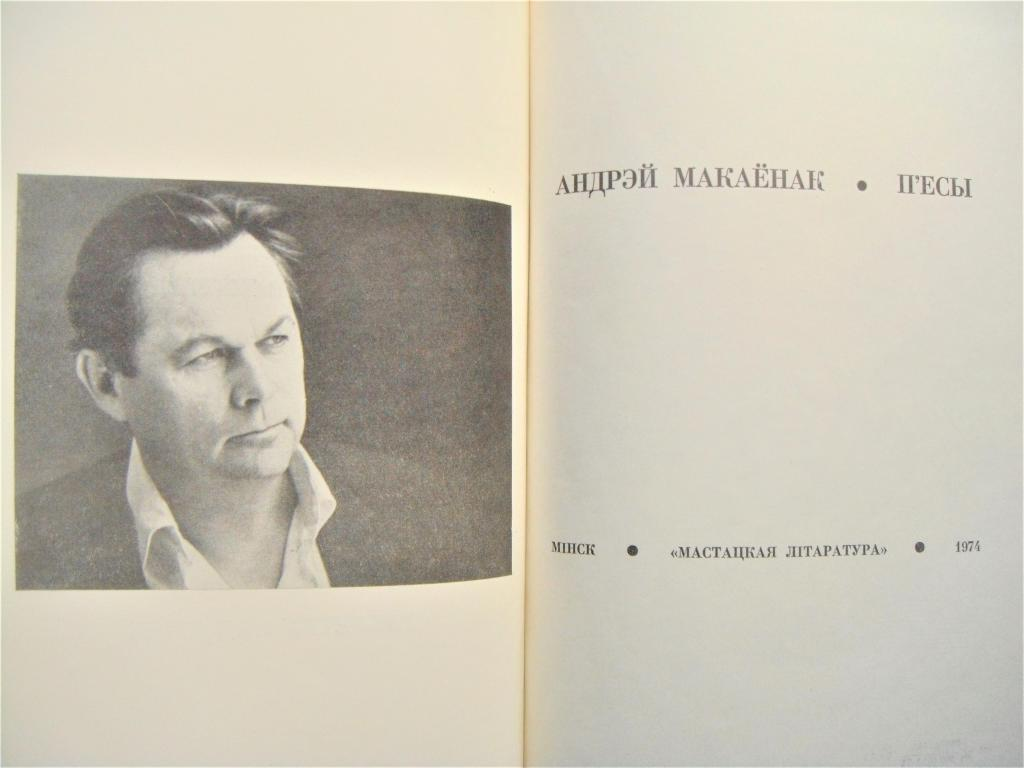 АНДРЭЙ МАКАЁНАК • П'ЕСЫ
МІНСК • «МАСТАЦКАЯ ЛІТАРАТУРА» • 1974